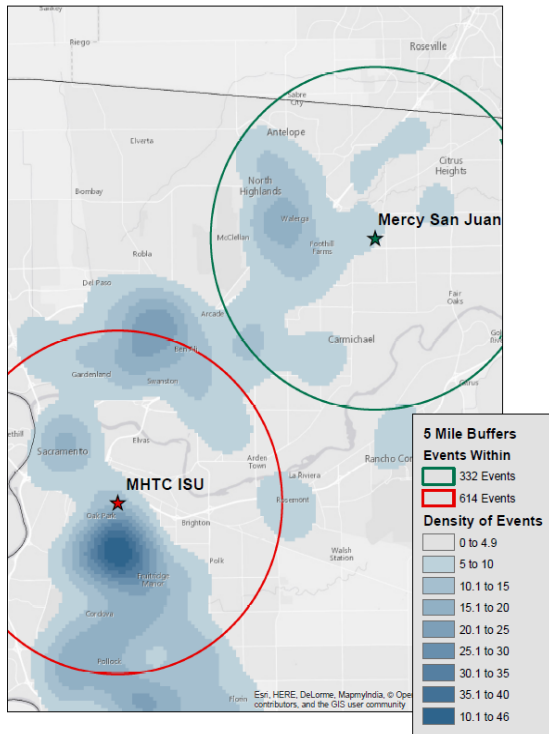 Sankey
Riego
Roseville
Sabre
City
Antelope
Elverta
Citrus
Heights
North
Highlands
Bombay
Walerga
Mercy San Juan
McClellan
Foothill
Farms
Robla
Del Paso
Fair
Oaks
Arcade
Carmichael
Gardenland
Swanston
Citrus
Sacramento
Elvas
Arden
Town
Rancho Cor
La Riviera
MHTC ISU
Rosemont
Oak Park
Brighton
Walsh
Station
Polk
Fruitridge
Manor
Pollock
Florin
Esri, HERE, DeLorme, MapmyIndia, © Open
contributors, and the GIS user community
5 Mile Buffers
Events Within
332 Events
614 Events
Density of Events
0 to 4.9
5 to 10
10.1 to 15
15.1 to 20
20.1 to 25
25.1 to 30
30.1 to 35
35.1 to 40
10.1 to 46